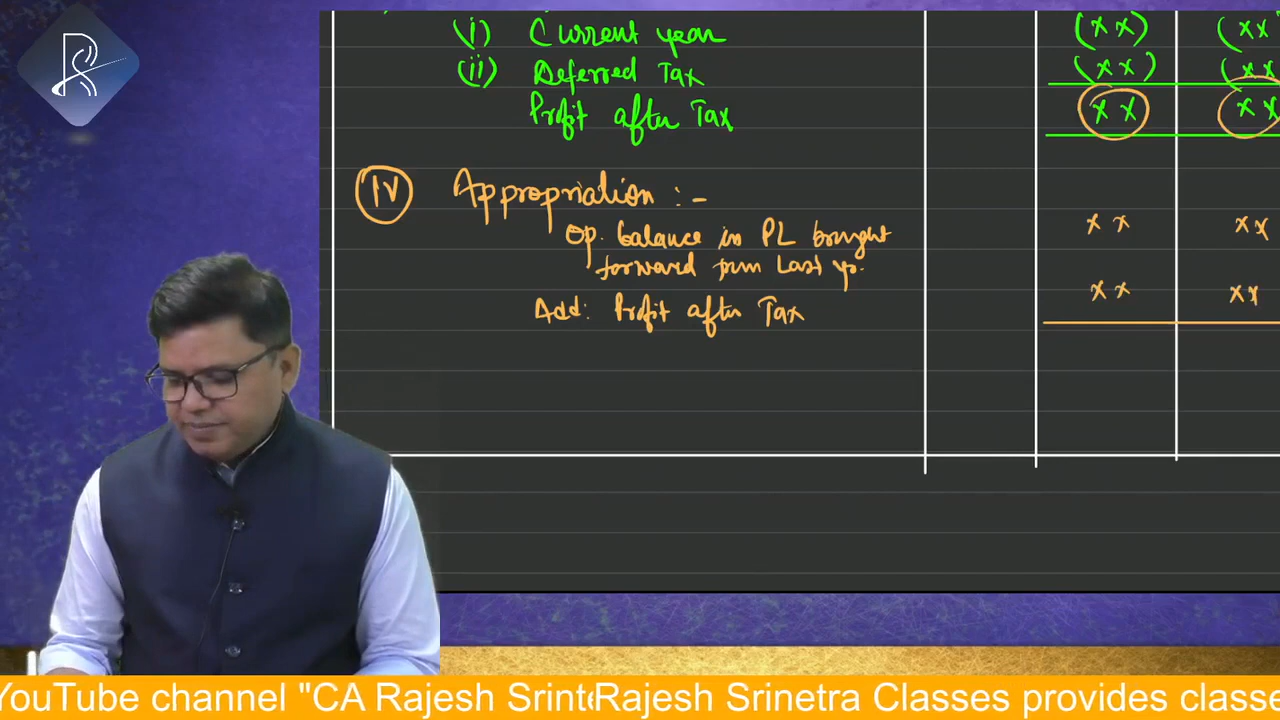 (i) Current year (xx) (xx
(ii) Deferred Tax (xx) (xx
Profit after Tax xx xx
IV Appropriation :-
Op. balance in PL brought xx xx
forward from Last yr.
Add: Profit after Tax xx xx
YouTube channel "CA Rajesh Srinte
Rajesh Srinetra Classes provides classe